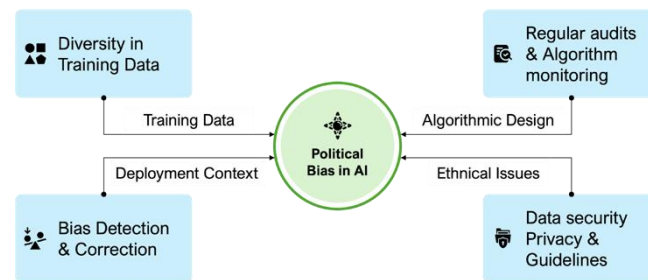 Diversity in
Training Data
Regular audits
& Algorithm
monitoring
Training Data
Algorithmic Design
Political
Bias in AI
Deployment Context
Ethnical Issues
Bias Detection
& Correction
Data security
Privacy &
Guidelines